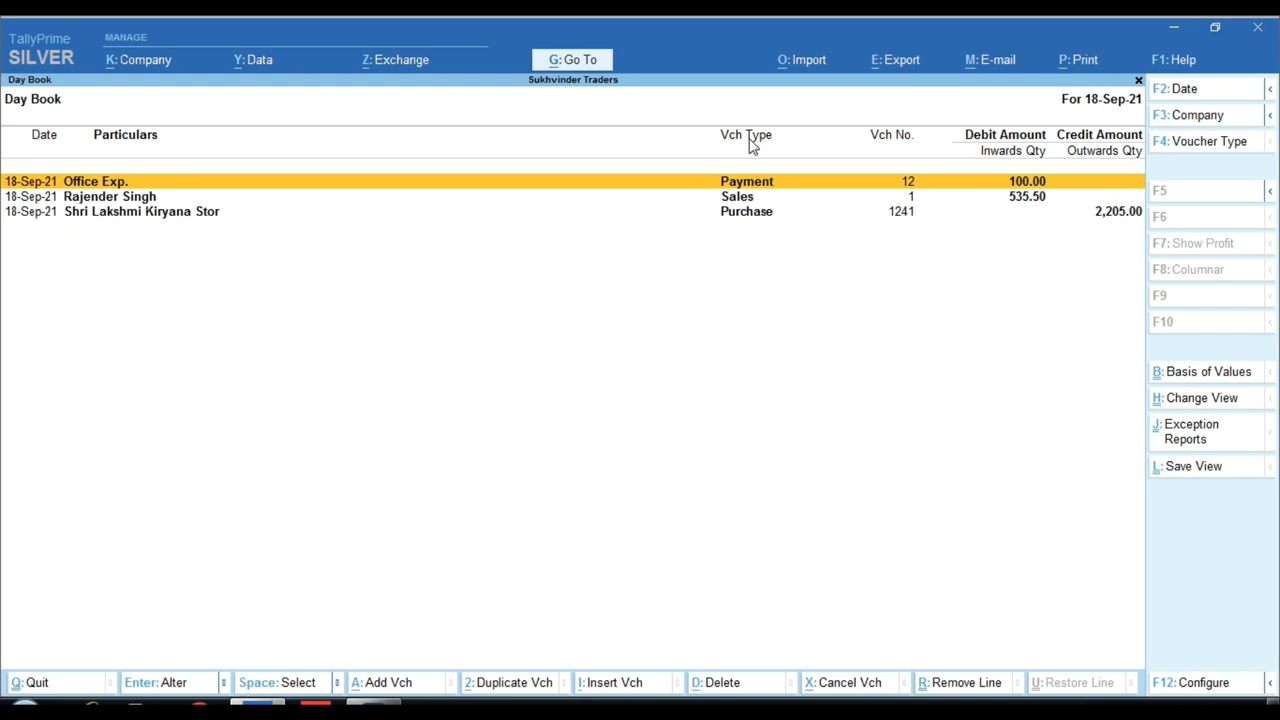 TallyPrime MANAGE
SILVER K: Company Y: Data Z: Exchange G: Go To O: Import E: Export M: E-mail P: Print F1: Help
Day Book Sukhvinder Traders
Day Book For 18-Sep-21
Date Particulars Vch Type Vch No. Debit Amount Credit Amount
Inwards Qty Outwards Qty
18-Sep-21 Office Exp. Payment 12 100.00
18-Sep-21 Rajender Singh Sales 1 535.50
18-Sep-21 Shri Lakshmi Kiryana Stor Purchase 1241 2,205.00
F2: Date
F3: Company
F4: Voucher Type
F5
F6
F7: Show Profit
F8: Columnar
F9
F10
B: Basis of Values
H: Change View
J: Exception
Reports
L: Save View
Q: Quit Enter: Alter Space: Select A: Add Vch 2: Duplicate Vch I: Insert Vch D: Delete X: Cancel Vch R: Remove Line U: Restore Line F12: Configure